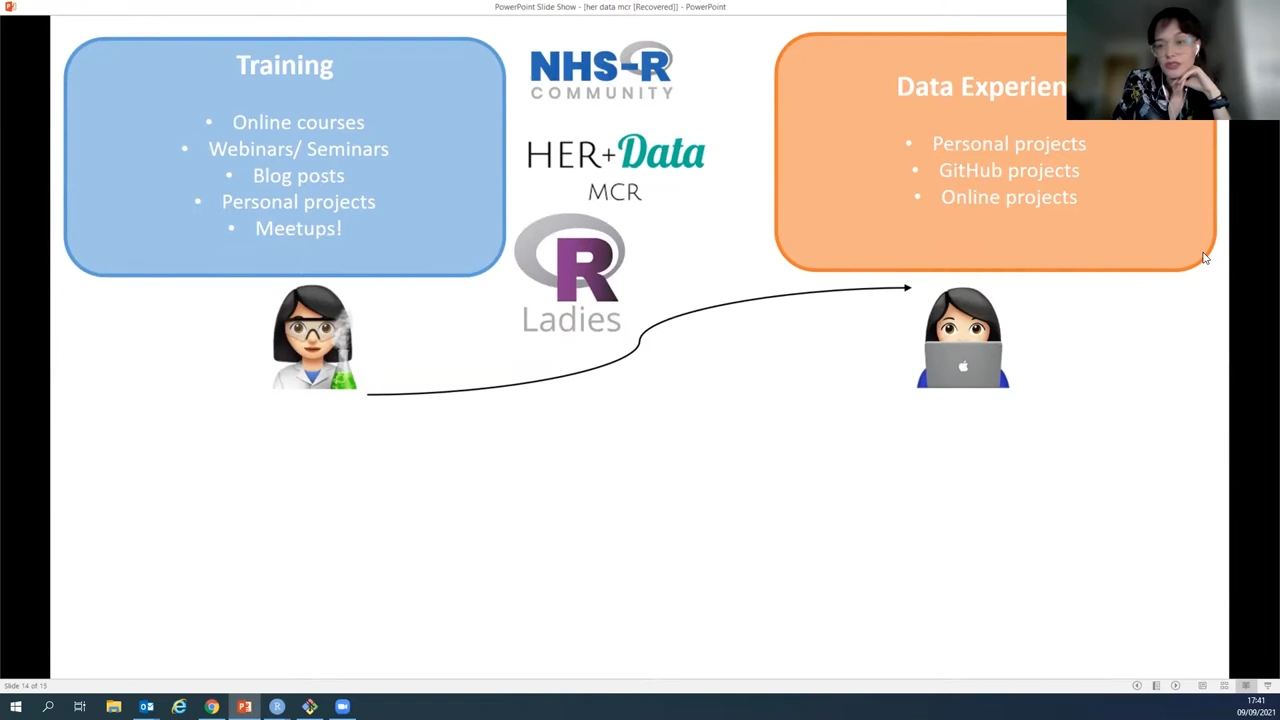 PowerPoint Slide Show - [her data mcr [Recovered]] - PowerPoint
Training
• Online courses
• Webinars/ Seminars
• Blog posts
• Personal projects
• Meetups!
NHS-R
COMMUNITY
HER+Data
MCR
R
Ladies
Data Experien
• Personal projects
• GitHub projects
• Online projects
Slide 14 of 15
17:41
09/09/2021